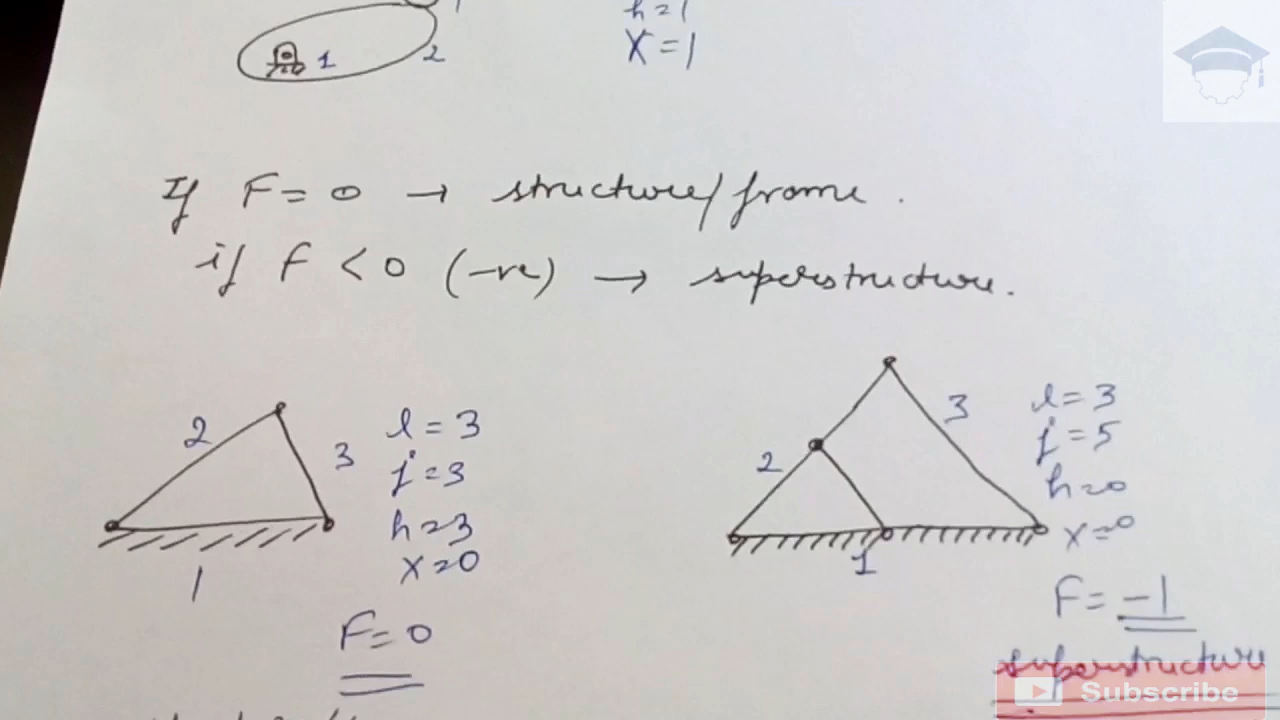 h=1
X=1
1
2
If F=0 → structure/frame.
if F<0 (-ve) → superstructure.
2
3
1
l=3
j=3
h=3
x=0
F=0
2
3
1
l=3
j=5
h=0
x=0
F=-1
superstructure
Subscribe